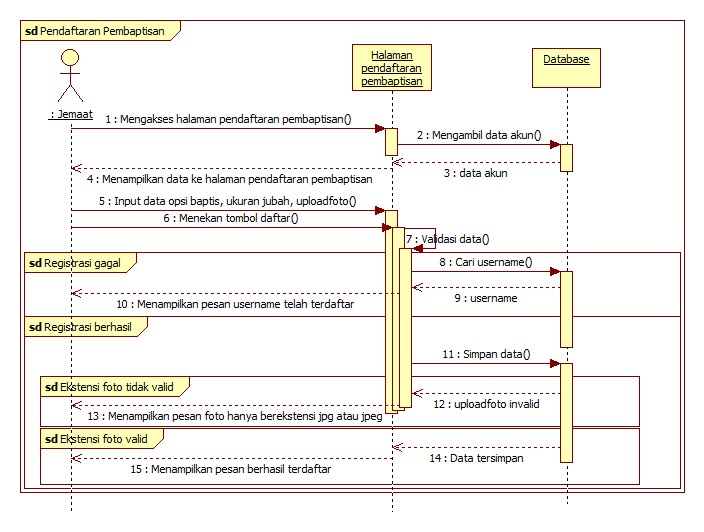 sd Pendaftaran Pembaptisan
Halaman
pendaftaran
pembaptisan
Database
: Jemaat
1 : Mengakses halaman pendaftaran pembaptisan()
2 : Mengambil data akun()
3 : data akun
4 : Menampilkan data ke halaman pendaftaran pembaptisan
5 : Input data opsi baptis, ukuran jubah, uploadfoto()
6 : Menekan tombol daftar()
7 : Validasi data()
sd Registrasi gagal
8 : Cari username()
9 : username
10 : Menampilkan pesan username telah terdaftar
sd Registrasi berhasil
11 : Simpan data()
sd Ekstensi foto tidak valid
12 : uploadfoto invalid
13 : Menampilkan pesan foto hanya berekstensi jpg atau jpeg
sd Ekstensi foto valid
14 : Data tersimpan
15 : Menampilkan pesan berhasil terdaftar